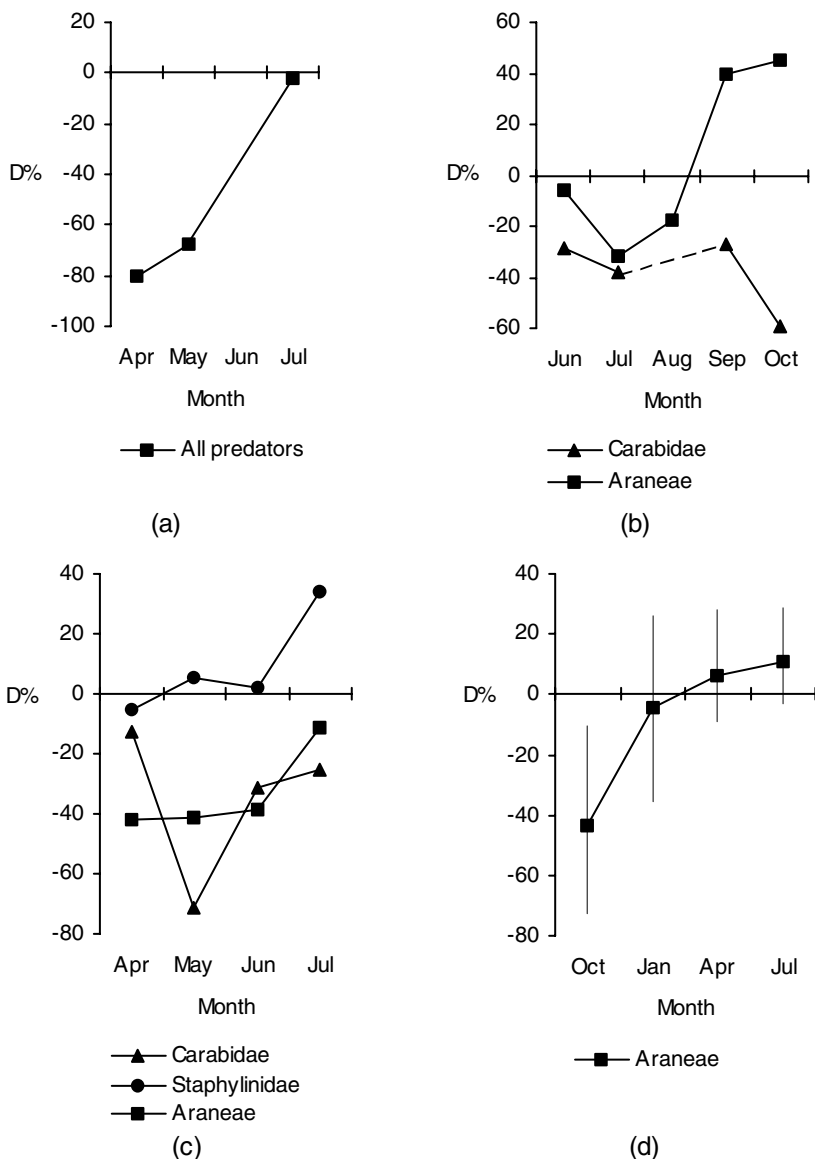 20
0
-20
-40
D%
-60
-80
-100
Apr May Jun Jul
Month
All predators
(a)
60
40
20
D%
0
-20
-40
-60
Jun Jul Aug Sep Oct
Month
Carabidae
Araneae
(b)
40
20
D%
0
-20
-40
-60
-80
Apr May Jun Jul
Month
Carabidae
Staphylinidae
Araneae
(c)
40
20
D%
0
-20
-40
-60
-80
Oct Jan Apr Jul
Month
Araneae
(d)